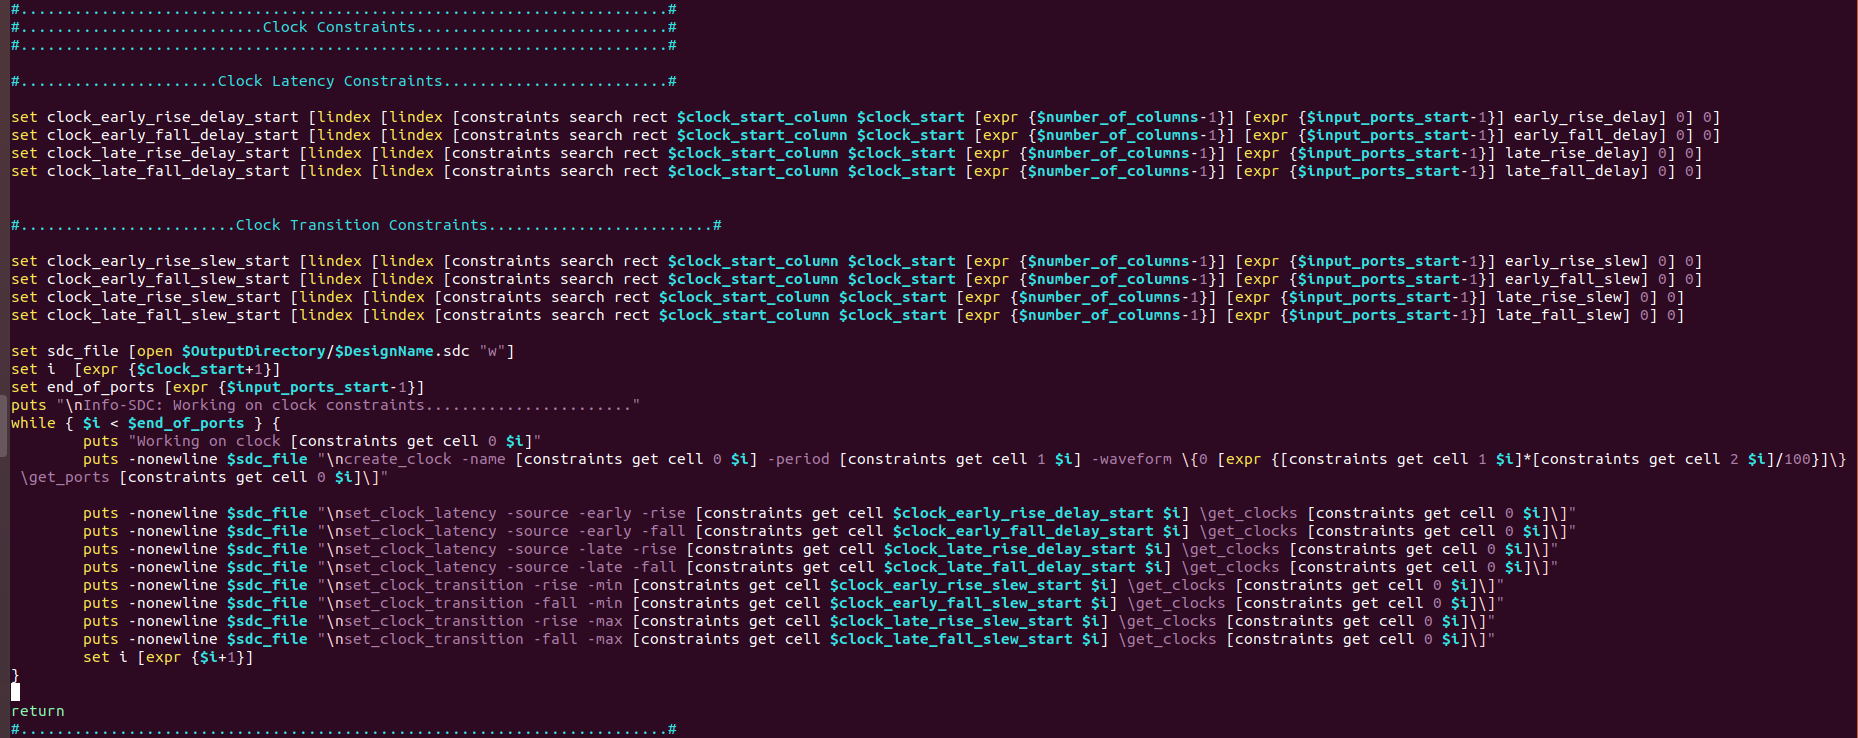 #........................................................................#
#...........................Clock Constraints............................#
#........................................................................#
#......................Clock Latency Constraints.........................#
set clock_early_rise_delay_start [lindex [lindex [constraints search rect $clock_start_column $clock_start [expr {$number_of_columns-1}] [expr {$input_ports_start-1}] early_rise_delay] 0] 0]
set clock_early_fall_delay_start [lindex [lindex [constraints search rect $clock_start_column $clock_start [expr {$number_of_columns-1}] [expr {$input_ports_start-1}] early_fall_delay] 0] 0]
set clock_late_rise_delay_start [lindex [lindex [constraints search rect $clock_start_column $clock_start [expr {$number_of_columns-1}] [expr {$input_ports_start-1}] late_rise_delay] 0] 0]
set clock_late_fall_delay_start [lindex [lindex [constraints search rect $clock_start_column $clock_start [expr {$number_of_columns-1}] [expr {$input_ports_start-1}] late_fall_delay] 0] 0]
#........................Clock Transition Constraints.........................#
set clock_early_rise_slew_start [lindex [lindex [constraints search rect $clock_start_column $clock_start [expr {$number_of_columns-1}] [expr {$input_ports_start-1}] early_rise_slew] 0] 0]
set clock_early_fall_slew_start [lindex [lindex [constraints search rect $clock_start_column $clock_start [expr {$number_of_columns-1}] [expr {$input_ports_start-1}] early_fall_slew] 0] 0]
set clock_late_rise_slew_start [lindex [lindex [constraints search rect $clock_start_column $clock_start [expr {$number_of_columns-1}] [expr {$input_ports_start-1}] late_rise_slew] 0] 0]
set clock_late_fall_slew_start [lindex [lindex [constraints search rect $clock_start_column $clock_start [expr {$number_of_columns-1}] [expr {$input_ports_start-1}] late_fall_slew] 0] 0]
set sdc_file [open $OutputDirectory/$DesignName.sdc "w"]
set i  [expr {$clock_start+1}]
set end_of_ports [expr {$input_ports_start-1}]
puts "\nInfo-SDC: Working on clock constraints......................."
while { $i < $end_of_ports } {
        puts "Working on clock [constraints get cell 0 $i]"
        puts -nonewline $sdc_file "\ncreate_clock -name [constraints get cell 0 $i] -period [constraints get cell 1 $i] -waveform \{0 [expr {[constraints get cell 1 $i]*[constraints get cell 2 $i]/100}]\}
 \get_ports [constraints get cell 0 $i]\]"
        puts -nonewline $sdc_file "\nset_clock_latency -source -early -rise [constraints get cell $clock_early_rise_delay_start $i] \get_clocks [constraints get cell 0 $i]\]"
        puts -nonewline $sdc_file "\nset_clock_latency -source -early -fall [constraints get cell $clock_early_fall_delay_start $i] \get_clocks [constraints get cell 0 $i]\]"
        puts -nonewline $sdc_file "\nset_clock_latency -source -late -rise [constraints get cell $clock_late_rise_delay_start $i] \get_clocks [constraints get cell 0 $i]\]"
        puts -nonewline $sdc_file "\nset_clock_latency -source -late -fall [constraints get cell $clock_late_fall_delay_start $i] \get_clocks [constraints get cell 0 $i]\]"
        puts -nonewline $sdc_file "\nset_clock_transition -rise -min [constraints get cell $clock_early_rise_slew_start $i] \get_clocks [constraints get cell 0 $i]\]"
        puts -nonewline $sdc_file "\nset_clock_transition -fall -min [constraints get cell $clock_early_fall_slew_start $i] \get_clocks [constraints get cell 0 $i]\]"
        puts -nonewline $sdc_file "\nset_clock_transition -rise -max [constraints get cell $clock_late_rise_slew_start $i] \get_clocks [constraints get cell 0 $i]\]"
        puts -nonewline $sdc_file "\nset_clock_transition -fall -max [constraints get cell $clock_late_fall_slew_start $i] \get_clocks [constraints get cell 0 $i]\]"
        set i [expr {$i+1}]
}
return
#........................................................................#